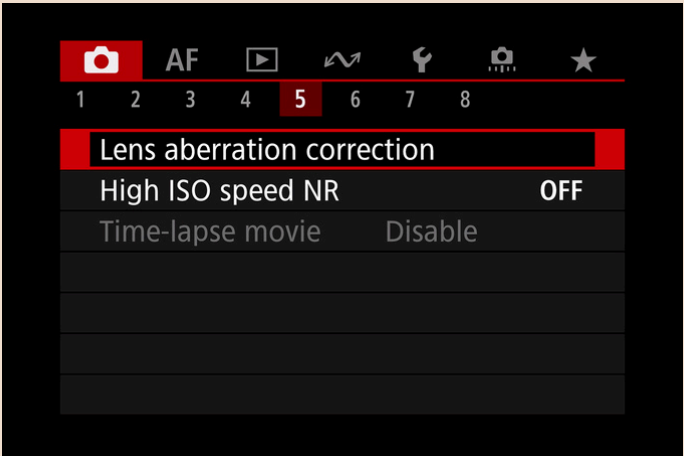 AF
1 2 3 4 5 6 7 8
Lens aberration correction
High ISO speed NR OFF
Time-lapse movie Disable